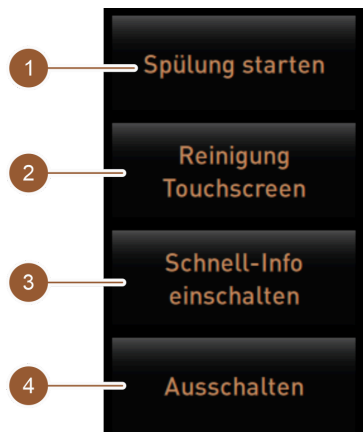 1 Spülung starten
2 Reinigung
Touchscreen
3 Schnell-Info
einschalten
4 Ausschalten